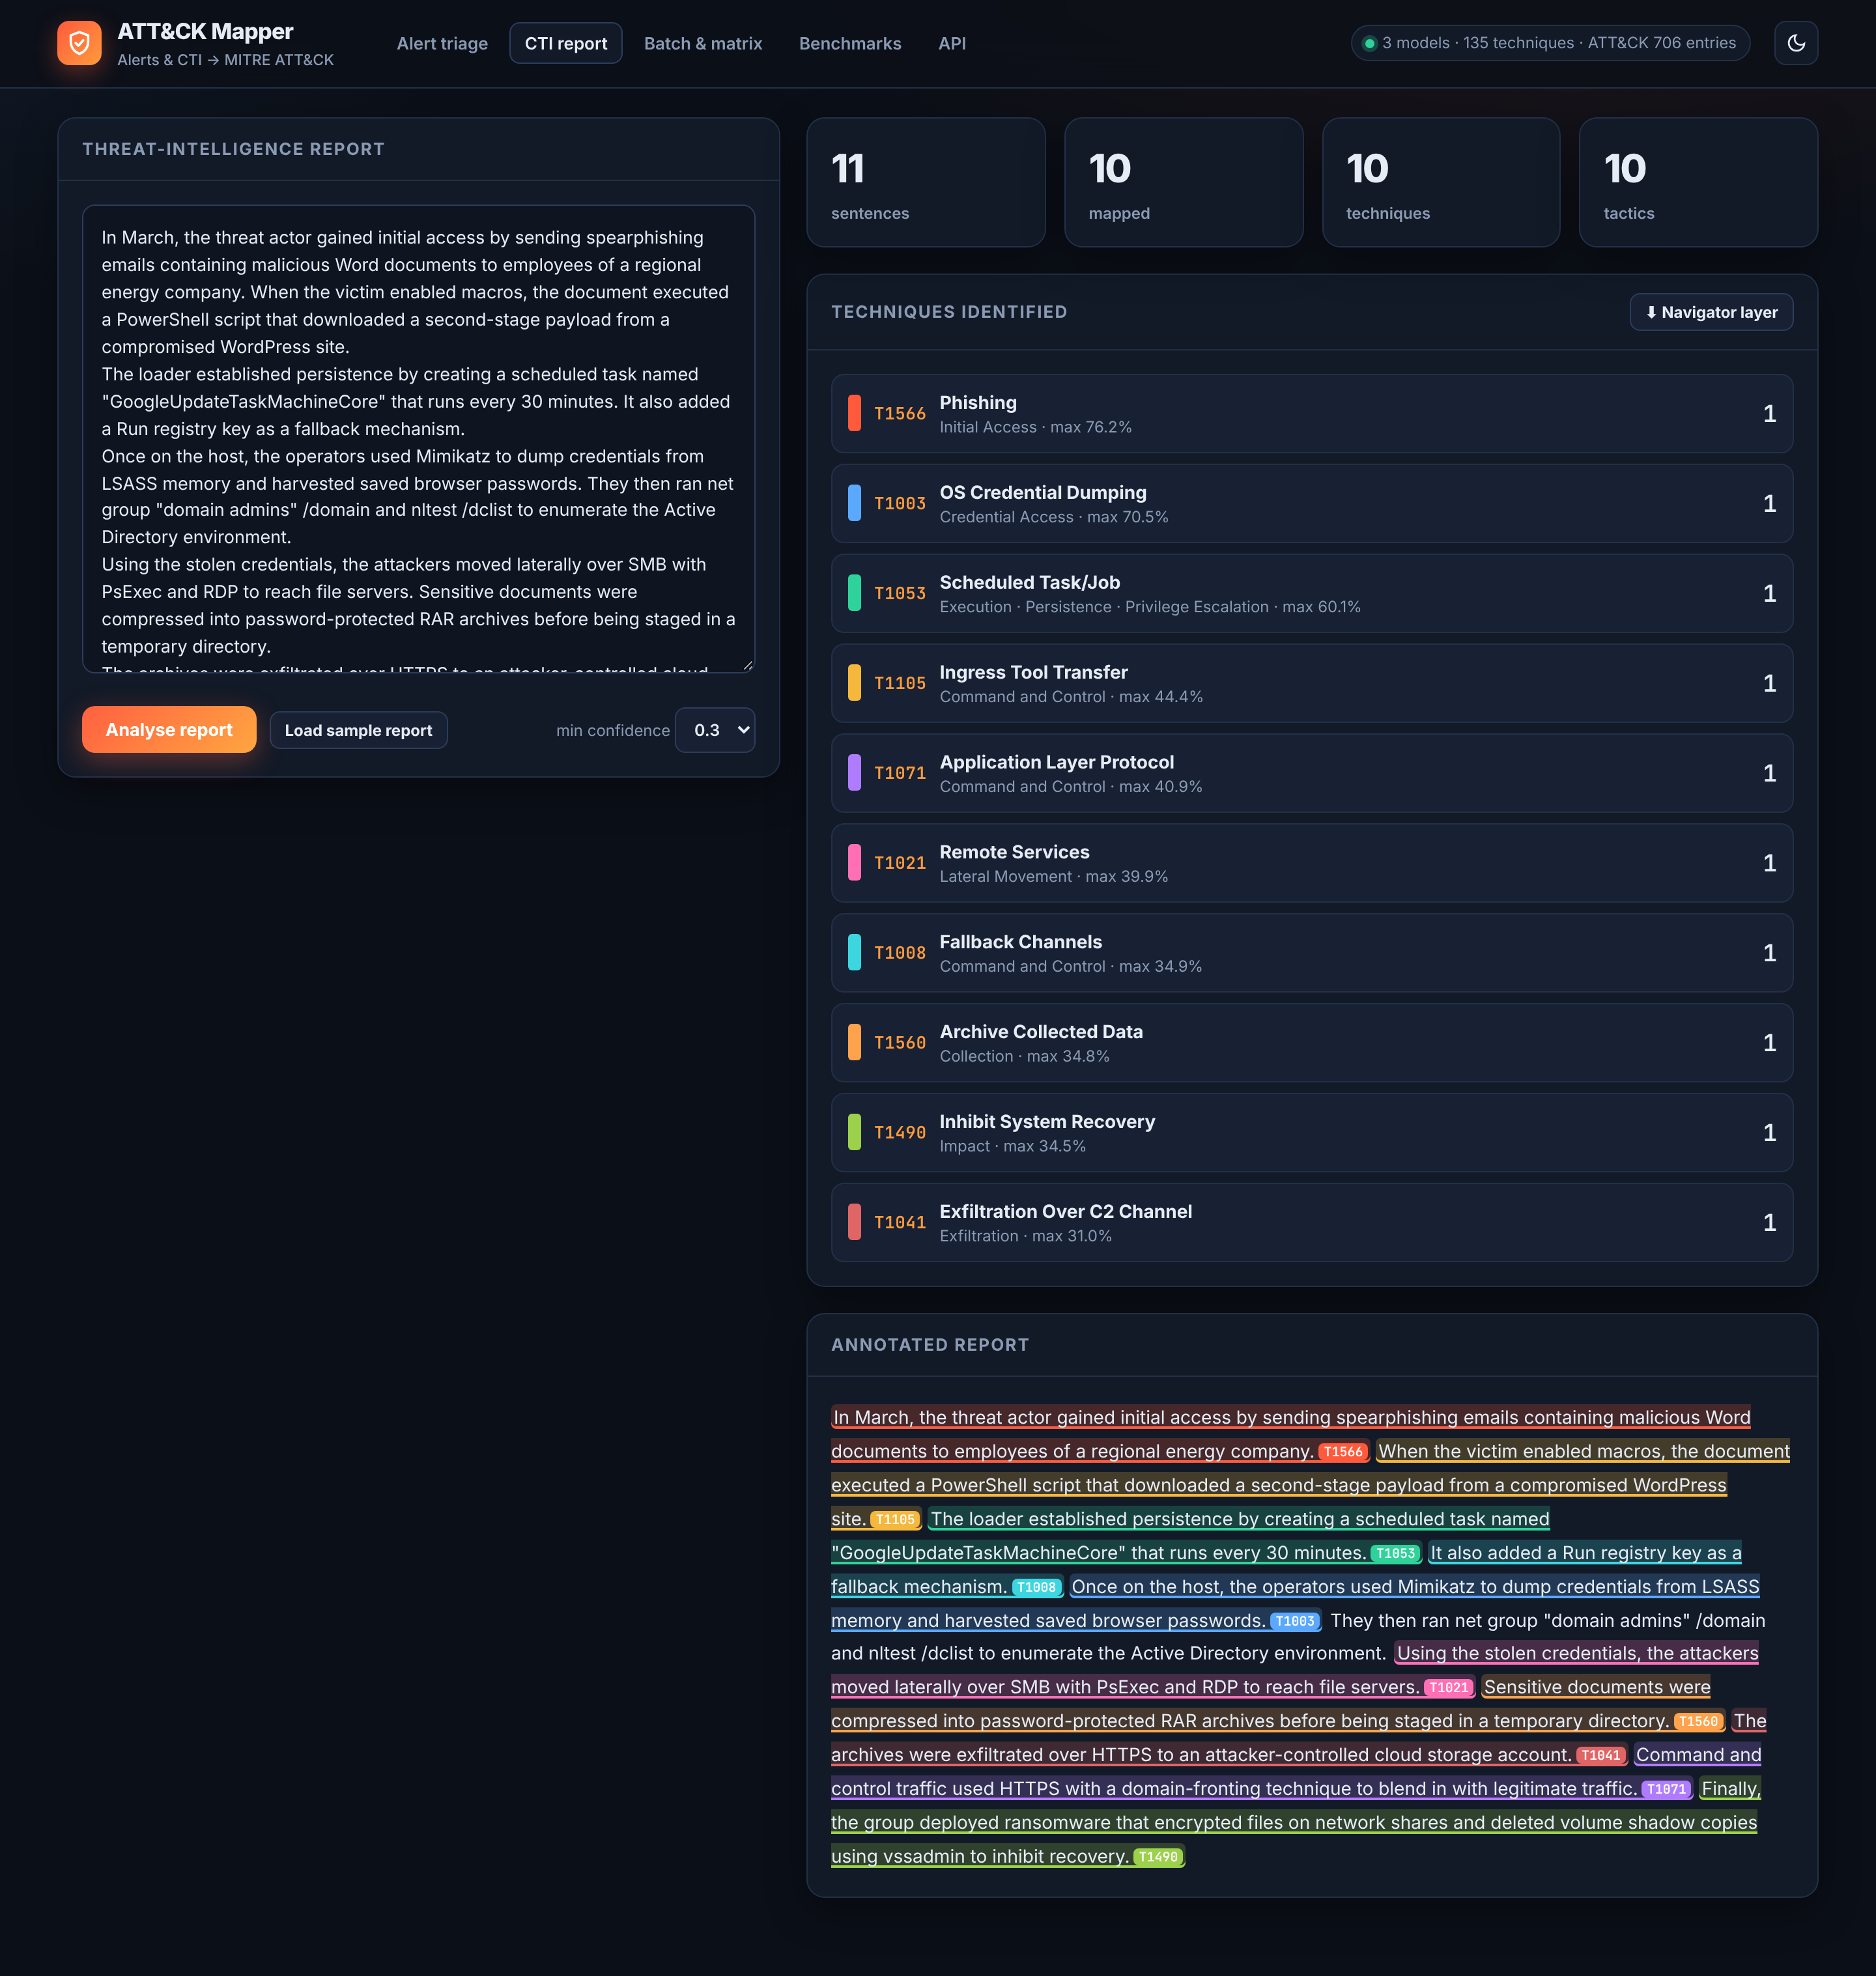 ATT&CK Mapper
Alerts & CTI → MITRE ATT&CK
Alert triage
CTI report
Batch & matrix
Benchmarks
API
3 models · 135 techniques · ATT&CK 706 entries
THREAT-INTELLIGENCE REPORT
In March, the threat actor gained initial access by sending spearphishing
emails containing malicious Word documents to employees of a regional
energy company. When the victim enabled macros, the document executed
a PowerShell script that downloaded a second-stage payload from a
compromised WordPress site.
The loader established persistence by creating a scheduled task named
"GoogleUpdateTaskMachineCore" that runs every 30 minutes. It also added
a Run registry key as a fallback mechanism.
Once on the host, the operators used Mimikatz to dump credentials from
LSASS memory and harvested saved browser passwords. They then ran net
group "domain admins" /domain and nltest /dclist to enumerate the Active
Directory environment.
Using the stolen credentials, the attackers moved laterally over SMB with
PsExec and RDP to reach file servers. Sensitive documents were
compressed into password-protected RAR archives before being staged in a
temporary directory.
The archives were exfiltrated over HTTPS to an attacker-controlled cloud
Analyse report
Load sample report
min confidence
0.3
11
sentences
10
mapped
10
techniques
10
tactics
TECHNIQUES IDENTIFIED
⬇ Navigator layer
T1566
Phishing
Initial Access · max 76.2%
1
T1003
OS Credential Dumping
Credential Access · max 70.5%
1
T1053
Scheduled Task/Job
Execution · Persistence · Privilege Escalation · max 60.1%
1
T1105
Ingress Tool Transfer
Command and Control · max 44.4%
1
T1071
Application Layer Protocol
Command and Control · max 40.9%
1
T1021
Remote Services
Lateral Movement · max 39.9%
1
T1008
Fallback Channels
Command and Control · max 34.9%
1
T1560
Archive Collected Data
Collection · max 34.8%
1
T1490
Inhibit System Recovery
Impact · max 34.5%
1
T1041
Exfiltration Over C2 Channel
Exfiltration · max 31.0%
1
ANNOTATED REPORT
In March, the threat actor gained initial access by sending spearphishing emails containing malicious Word
documents to employees of a regional energy company. T1566 When the victim enabled macros, the document
executed a PowerShell script that downloaded a second-stage payload from a compromised WordPress
site. T1105 The loader established persistence by creating a scheduled task named
"GoogleUpdateTaskMachineCore" that runs every 30 minutes. T1053 It also added a Run registry key as a
fallback mechanism. T1008 Once on the host, the operators used Mimikatz to dump credentials from LSASS
memory and harvested saved browser passwords. T1003 They then ran net group "domain admins" /domain
and nltest /dclist to enumerate the Active Directory environment. Using the stolen credentials, the attackers
moved laterally over SMB with PsExec and RDP to reach file servers. T1021 Sensitive documents were
compressed into password-protected RAR archives before being staged in a temporary directory. T1560 The
archives were exfiltrated over HTTPS to an attacker-controlled cloud storage account. T1041 Command and
control traffic used HTTPS with a domain-fronting technique to blend in with legitimate traffic. T1071 Finally,
the group deployed ransomware that encrypted files on network shares and deleted volume shadow copies
using vssadmin to inhibit recovery. T1490